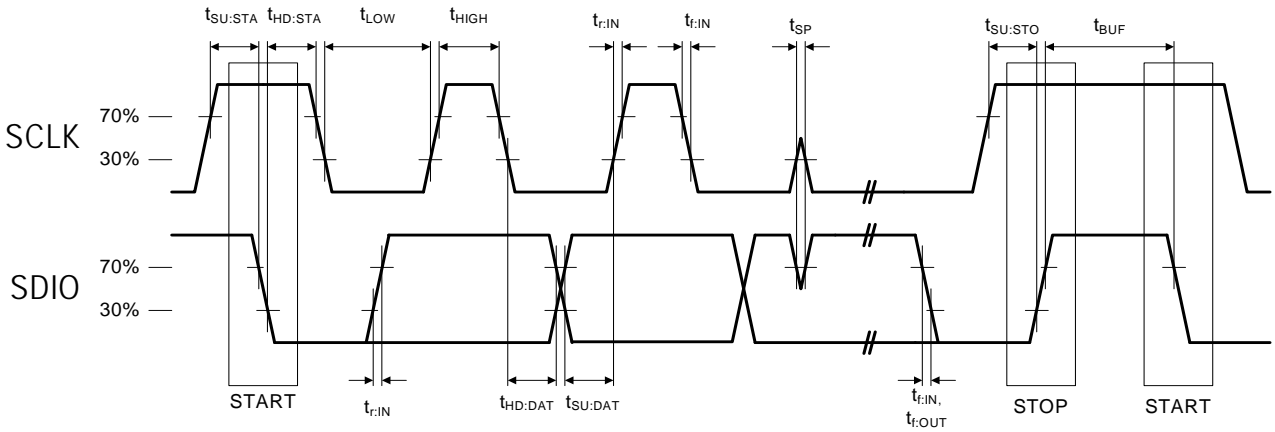 tSU:STA tHD:STA tLOW tHIGH tr:IN tf:IN tSP tSU:STO tBUF
SCLK
70%
30%
SDIO
70%
30%
START
tr:IN
tHD:DAT tSU:DAT
tf:IN,
tf:OUT
STOP
START